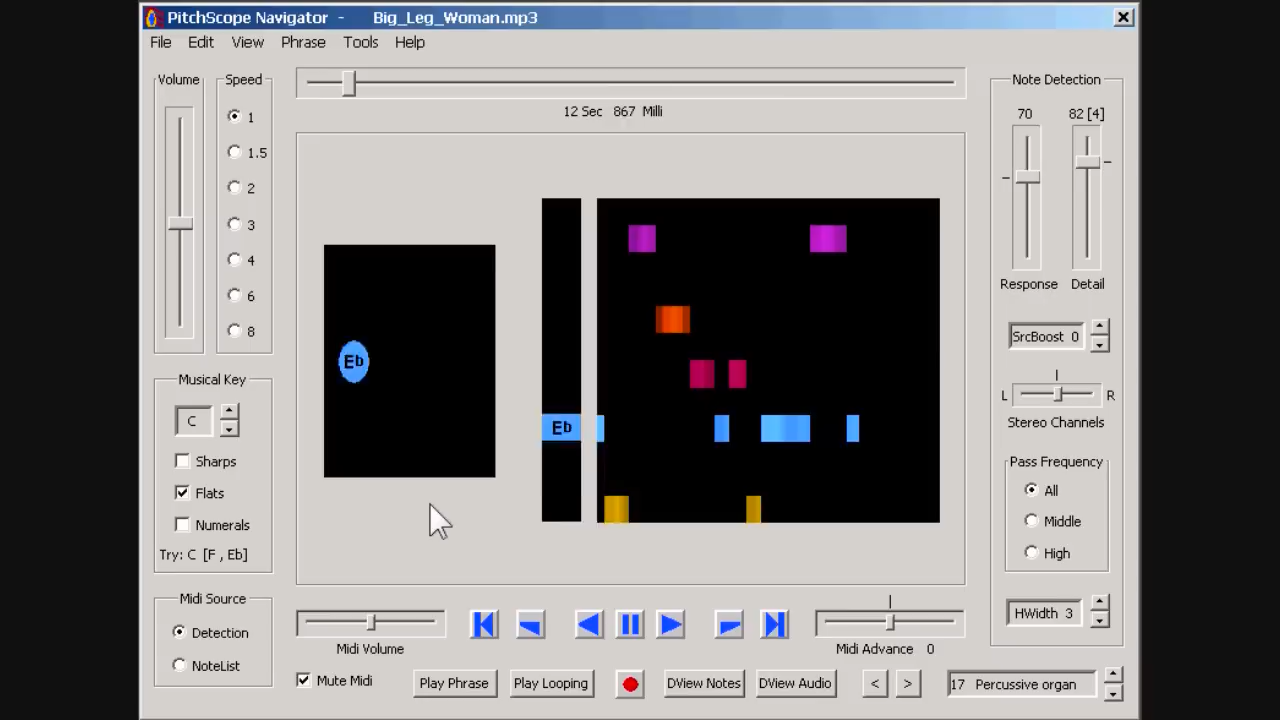 PitchScope Navigator - Big_Leg_Woman.mp3
File Edit View Phrase Tools Help
Volume
Speed
1
1.5
2
3
4
6
8
12 Sec 867 Milli
Note Detection
70 82 [4]
Response Detail
SrcBoost 0
L R
Stereo Channels
Pass Frequency
All
Middle
High
HWidth 3
Musical Key
C
Sharps
Flats
Numerals
Try: C [F , Eb]
Eb
Eb
Midi Source
Detection
NoteList
Midi Volume
Midi Advance 0
Mute Midi
Play Phrase
Play Looping
DView Notes
DView Audio
< >
17 Percussive organ